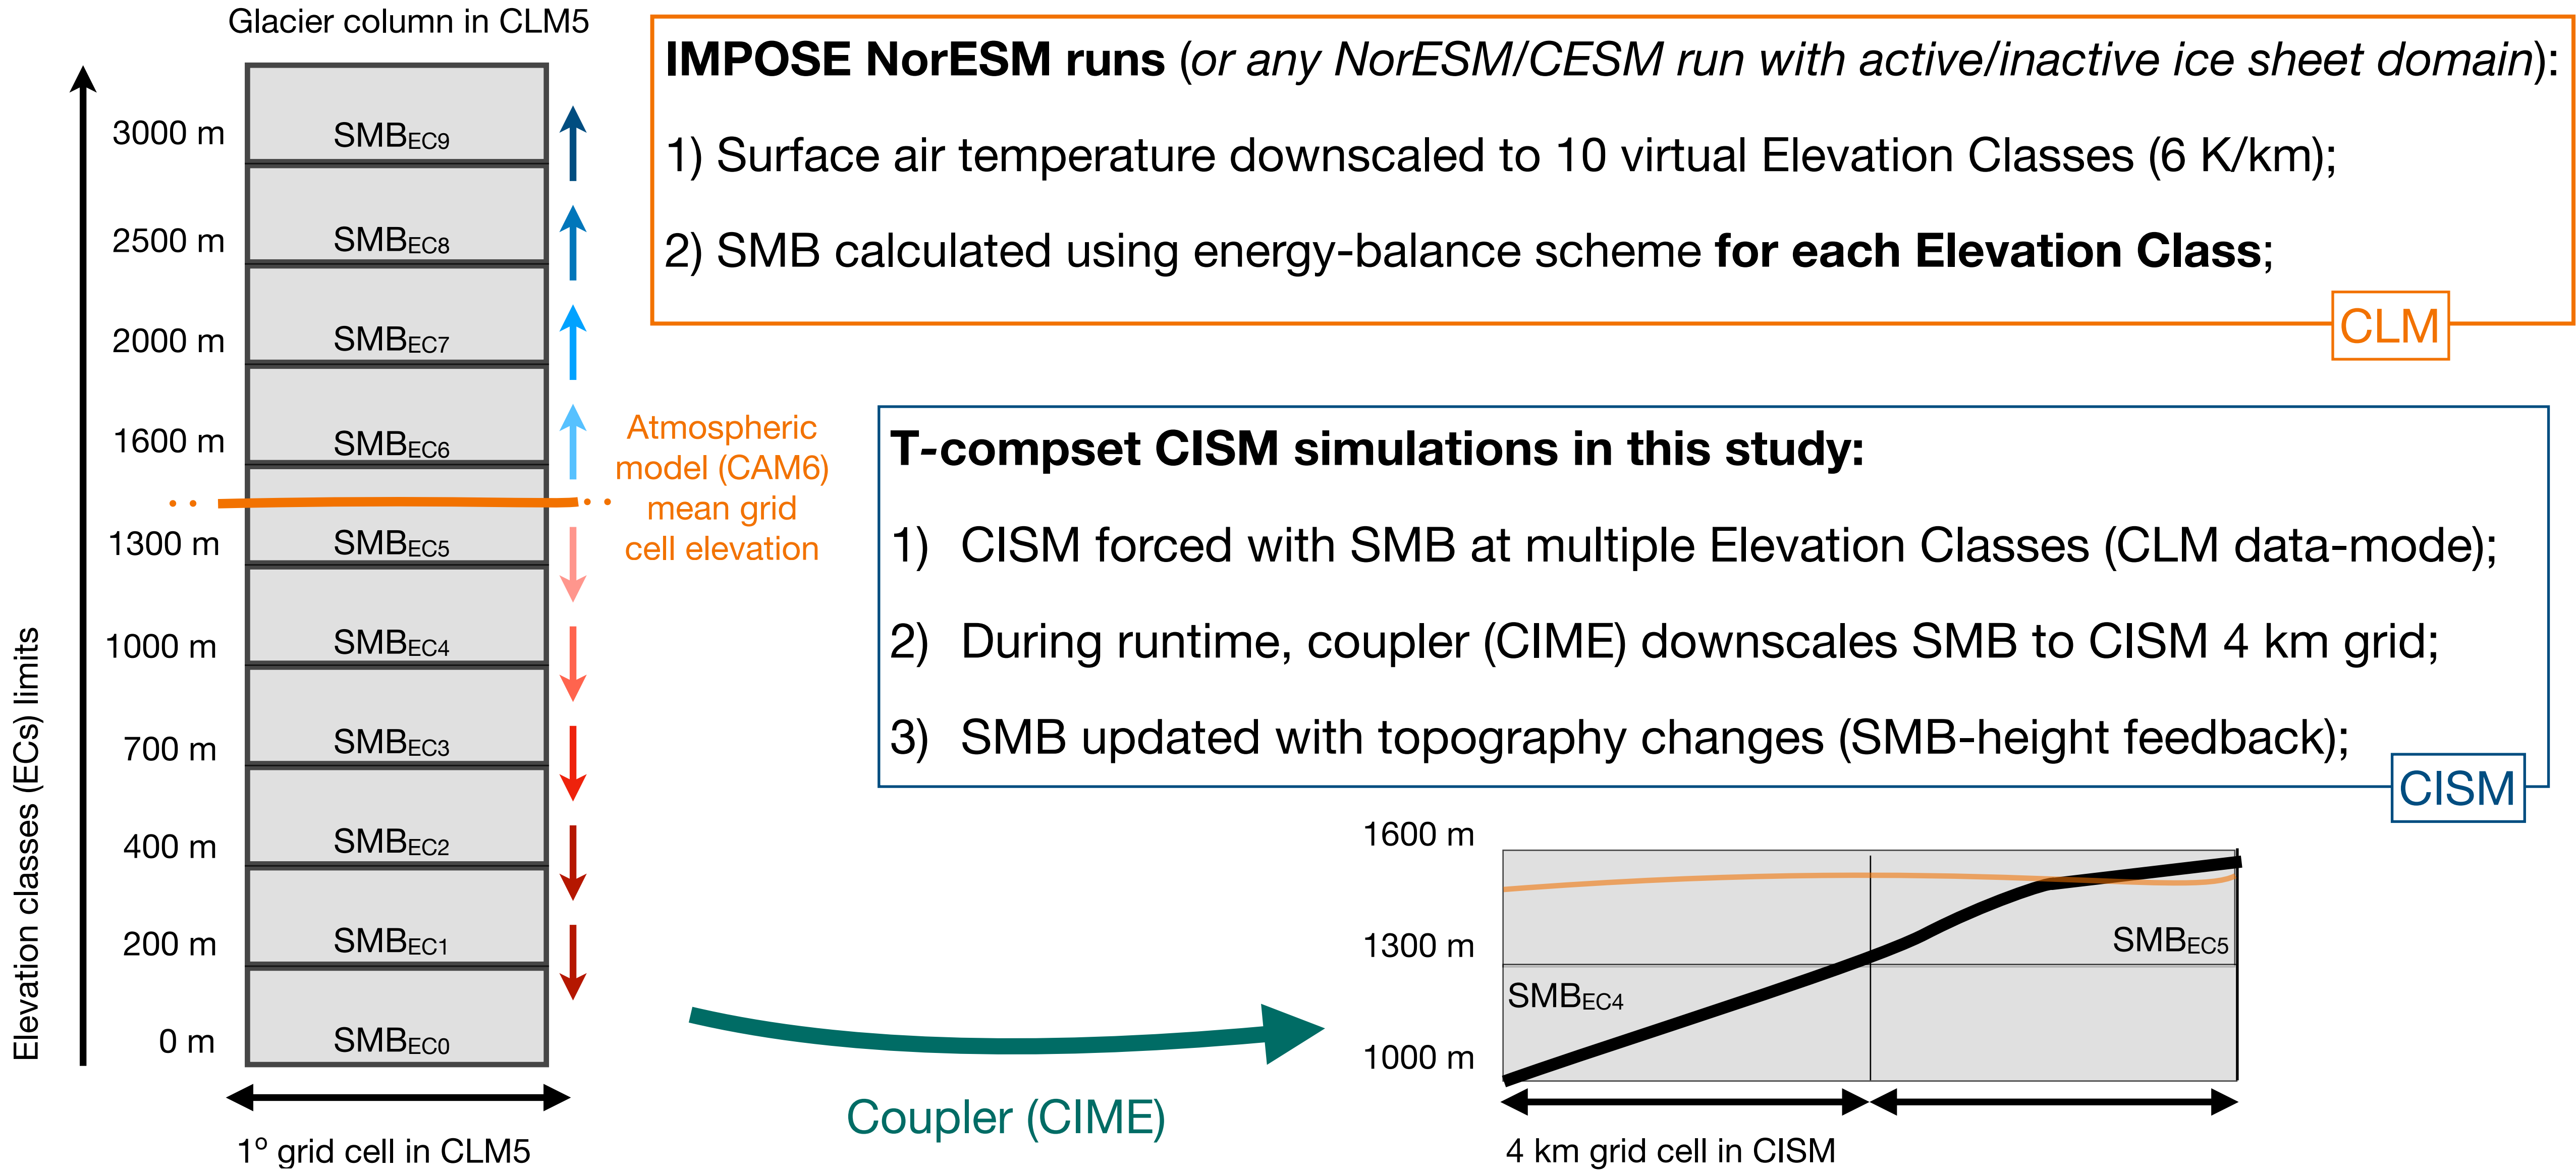 Glacier column in CLM5
Elevation classes (ECs) limits
3000 m
SMBEC9
2500 m
SMBEC8
2000 m
SMBEC7
1600 m
SMBEC6
1300 m
SMBEC5
1000 m
SMBEC4
700 m
SMBEC3
400 m
SMBEC2
200 m
SMBEC1
0 m
SMBEC0
1º grid cell in CLM5
Atmospheric
model (CAM6)
mean grid
cell elevation
IMPOSE NorESM runs (or any NorESM/CESM run with active/inactive ice sheet domain):
1) Surface air temperature downscaled to 10 virtual Elevation Classes (6 K/km);
2) SMB calculated using energy-balance scheme for each Elevation Class;
CLM
T-compset CISM simulations in this study:
1) CISM forced with SMB at multiple Elevation Classes (CLM data-mode);
2) During runtime, coupler (CIME) downscales SMB to CISM 4 km grid;
3) SMB updated with topography changes (SMB-height feedback);
CISM
Coupler (CIME)
1600 m
1300 m
1000 m
SMBEC5
SMBEC4
4 km grid cell in CISM